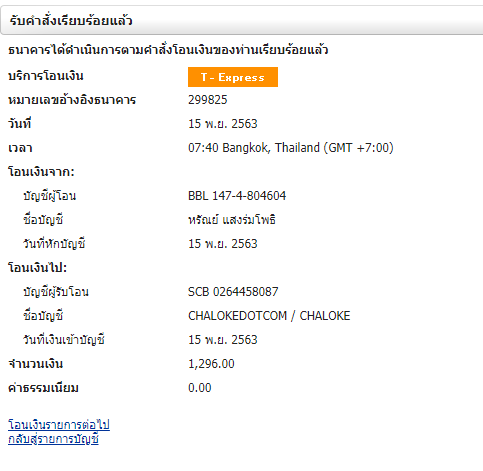 รับคำสั่งเรียบร้อยแล้ว
ธนาคารได้ดำเนินการตามคำสั่งโอนเงินของท่านเรียบร้อยแล้ว
บริการโอนเงิน T - Express
หมายเลขอ้างอิงธนาคาร 299825
วันที่ 15 พ.ย. 2563
เวลา 07:40 Bangkok, Thailand (GMT +7:00)
โอนเงินจาก:
บัญชีผู้โอน BBL 147-4-804604
ชื่อบัญชี หรัณย์ แสงร่มโพธิ
วันที่หักบัญชี 15 พ.ย. 2563
โอนเงินไป:
บัญชีผู้รับโอน SCB 0264458087
ชื่อบัญชี CHALOKEDOTCOM / CHALOKE
วันที่เงินเข้าบัญชี 15 พ.ย. 2563
จำนวนเงิน 1,296.00
ค่าธรรมเนียม 0.00
โอนเงินรายการต่อไป
กลับสู่รายการบัญชี